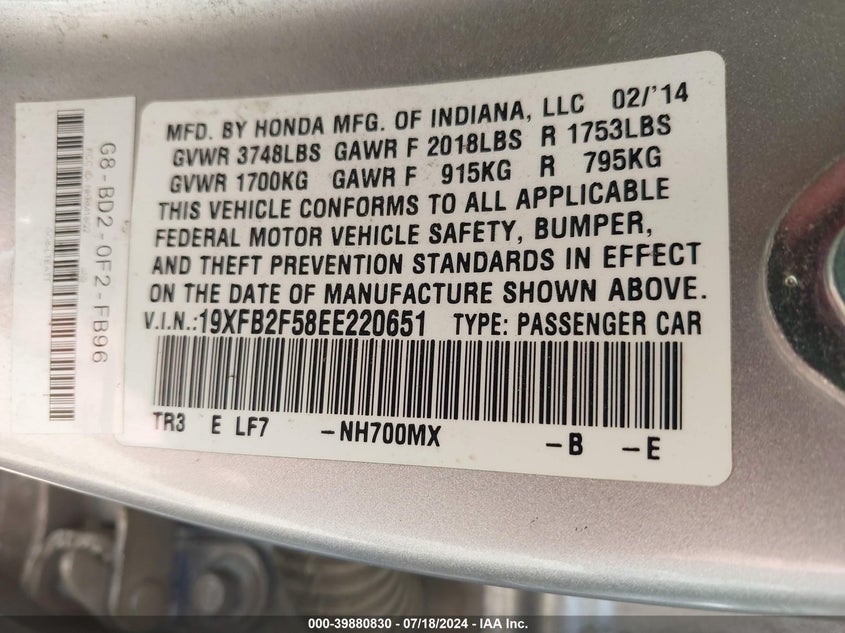 MFD. BY HONDA MFG. OF INDIANA, LLC 02/'14
GVWR 3748LBS GAWR F 2018LBS R 1753LBS
GVWR 1700KG GAWR F 915KG R 795KG
THIS VEHICLE CONFORMS TO ALL APPLICABLE
FEDERAL MOTOR VEHICLE SAFETY, BUMPER,
AND THEFT PREVENTION STANDARDS IN EFFECT
ON THE DATE OF MANUFACTURE SHOWN ABOVE.
V.I.N.:19XFB2F58EE220651 TYPE: PASSENGER CAR
TR3 E LF7 -NH700MX -B -E
G8-BD2-0F2-FB96
000-39880830 - 07/18/2024 - IAA Inc.